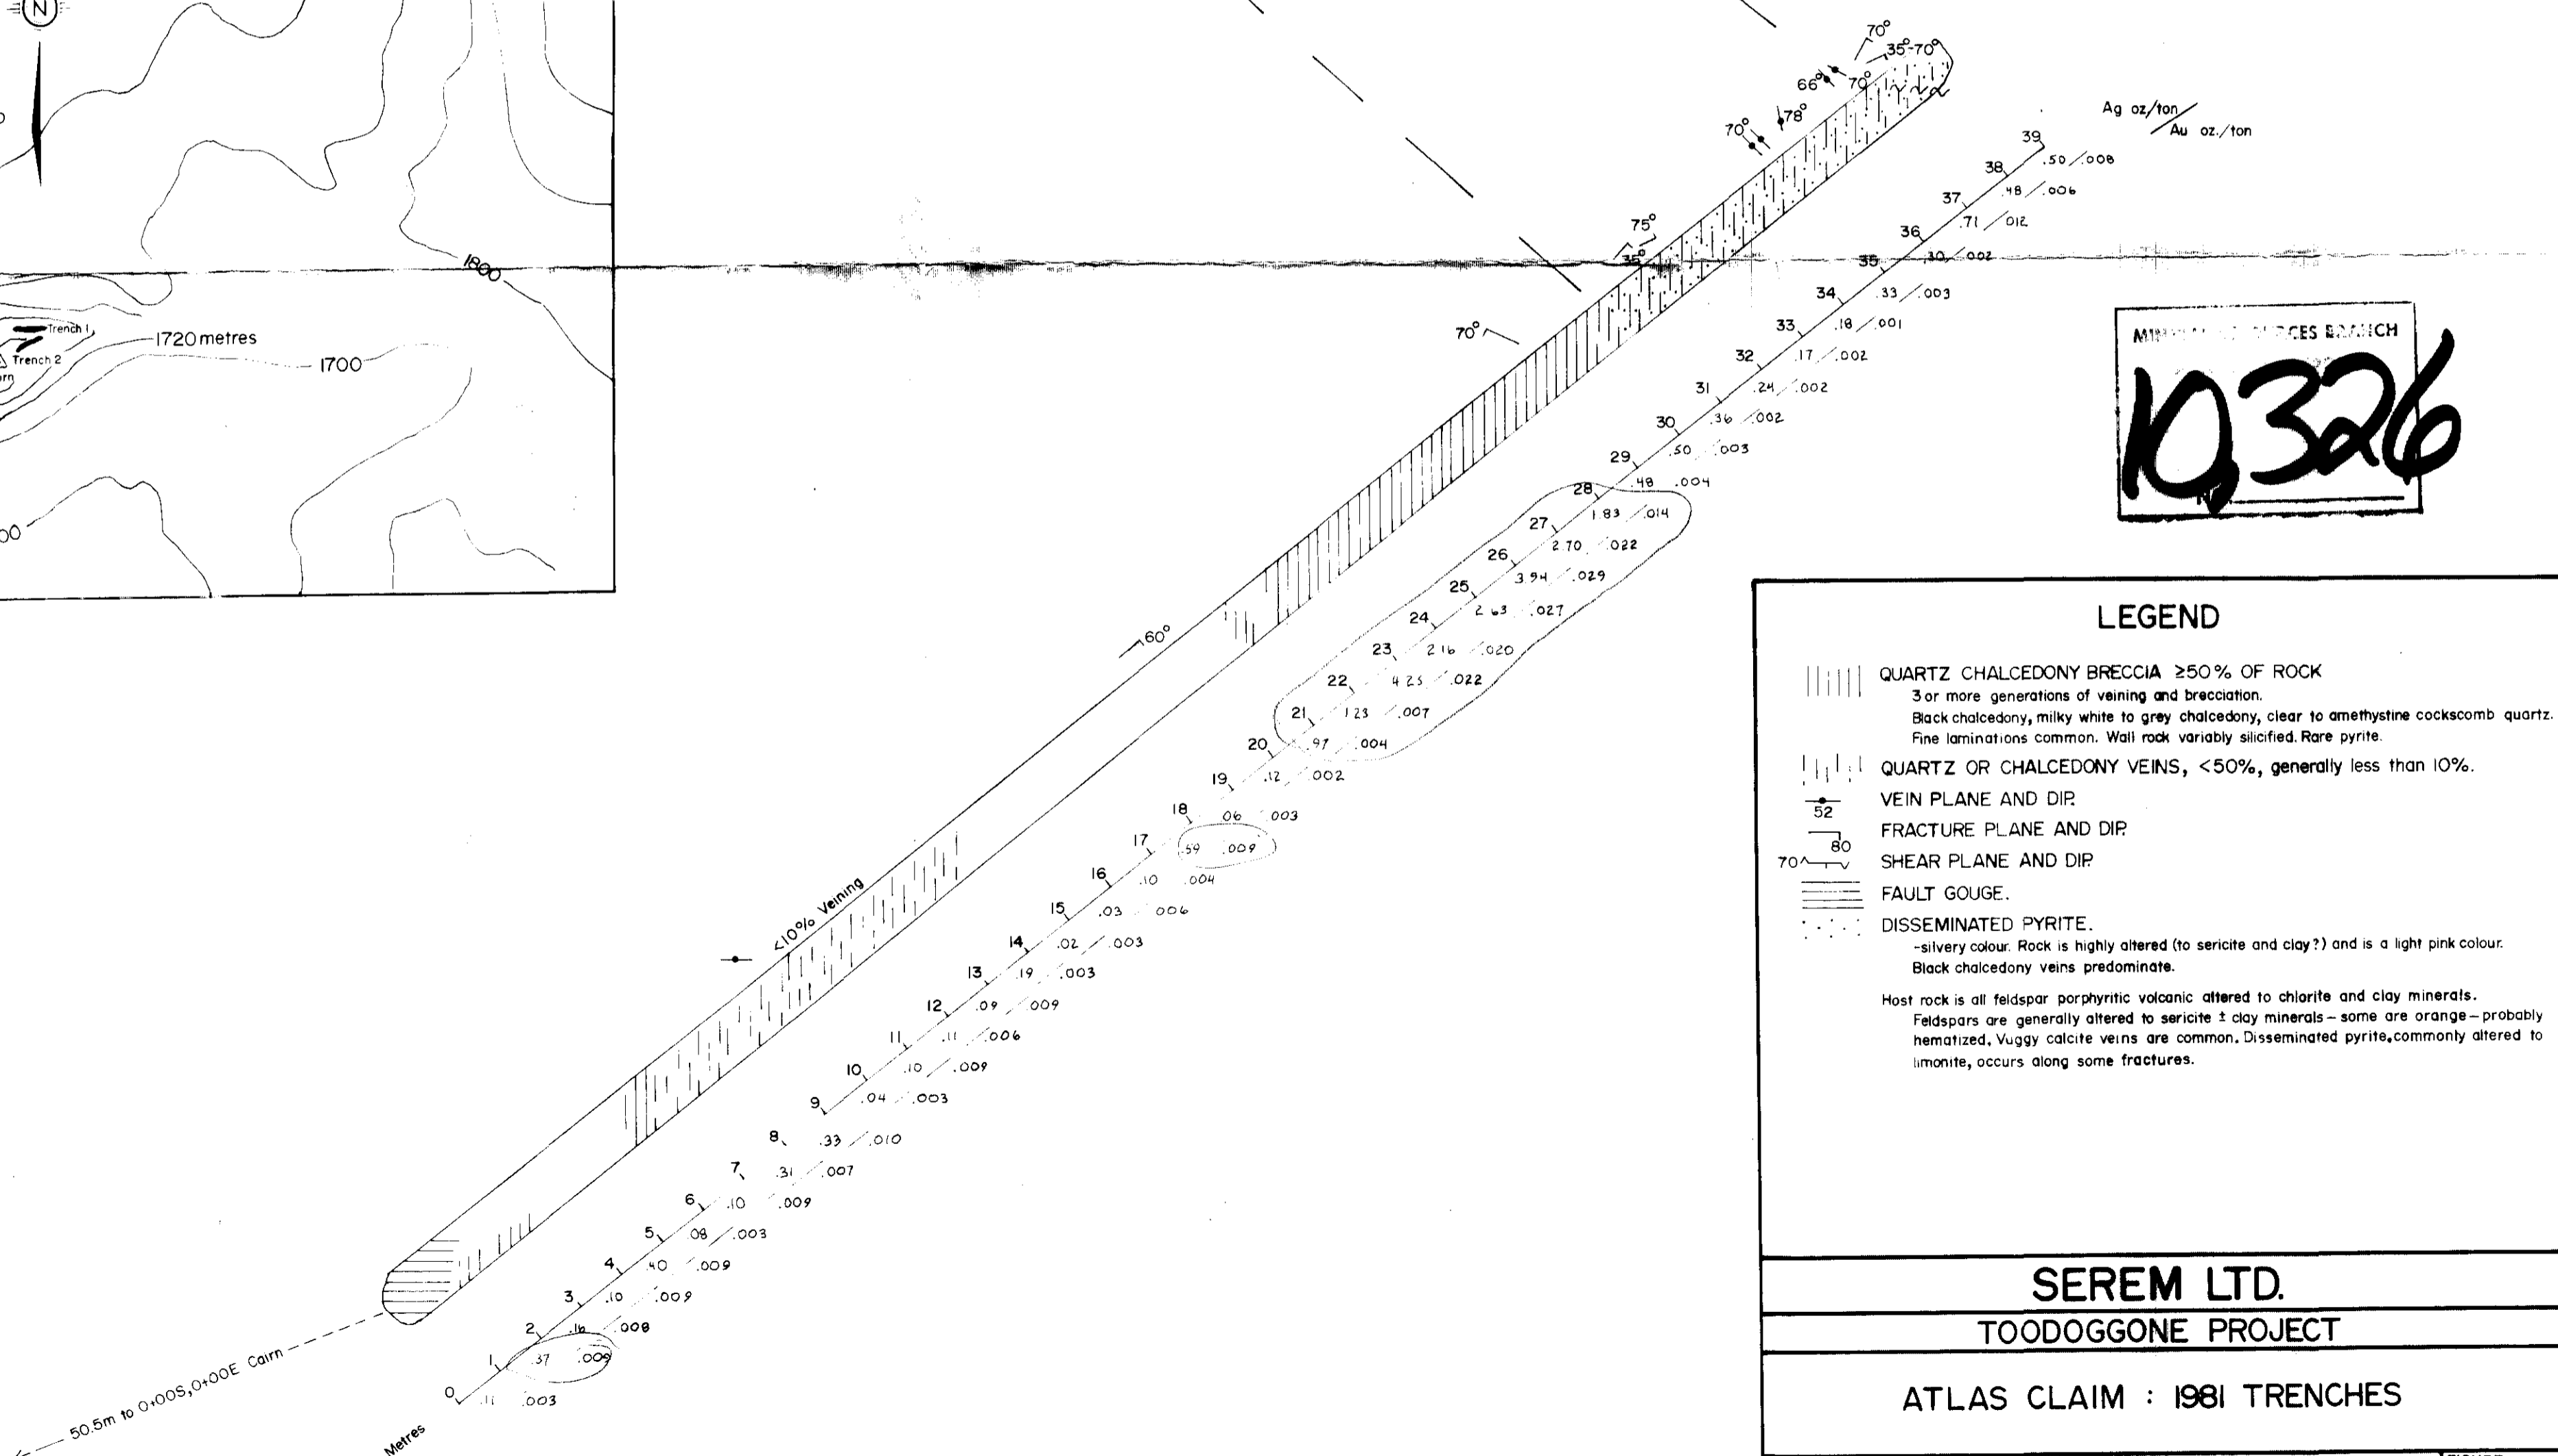 N
1800
Trench 1
Trench 2
1720 metres
1700
70°
35°-70°
66°
70°
78°
70°
75°
35°
70°
60°
<10% Veining
50.5m to 0+00S,0+00E Cairn
Metres
Ag oz/ton
Au oz./ton
39
38 .50/.008
37 .48/.006
36 .71/.012
35 .30/.002
34 .33/.003
33 .18/.001
32 .17/.002
31 .24/.002
30 .36/.002
29 .50/.003
28 .48 .004
27 1.83/.014
26 2.70/.022
25 3.94/.029
24 2.63/.027
23 2.16/.020
22 4.23/.022
21 1.23/.007
20 .97/.004
19 .12/.002
18 .06/.003
17 .59 .009
16 .10 .004
15 .03/.006
14 .02/.003
13 .19/.003
12 .09/.009
11 .11/.006
10 .10/.009
9 .04/.003
8 .33/.010
7 .31/.007
6 .10 .009
5 .08/.003
4 .40/.009
3 .10/.009
2 .16/.008
1 .37 .009
0 .11 .003
BRANCH
10,326
LEGEND
QUARTZ CHALCEDONY BRECCIA ≥50% OF ROCK
3 or more generations of veining and brecciation.
Black chalcedony, milky white to grey chalcedony, clear to amethystine cockscomb quartz.
Fine laminations common. Wall rock variably silicified. Rare pyrite.
QUARTZ OR CHALCEDONY VEINS, <50%, generally less than 10%.
52 VEIN PLANE AND DIP.
80 FRACTURE PLANE AND DIP.
70 SHEAR PLANE AND DIP.
FAULT GOUGE.
DISSEMINATED PYRITE.
-silvery colour. Rock is highly altered (to sericite and clay?) and is a light pink colour.
Black chalcedony veins predominate.
Host rock is all feldspar porphyritic volcanic altered to chlorite and clay minerals.
Feldspars are generally altered to sericite ± clay minerals – some are orange – probably
hematized. Vuggy calcite veins are common. Disseminated pyrite, commonly altered to
limonite, occurs along some fractures.
SEREM LTD.
TOODOGGONE PROJECT
ATLAS CLAIM : 1981 TRENCHES